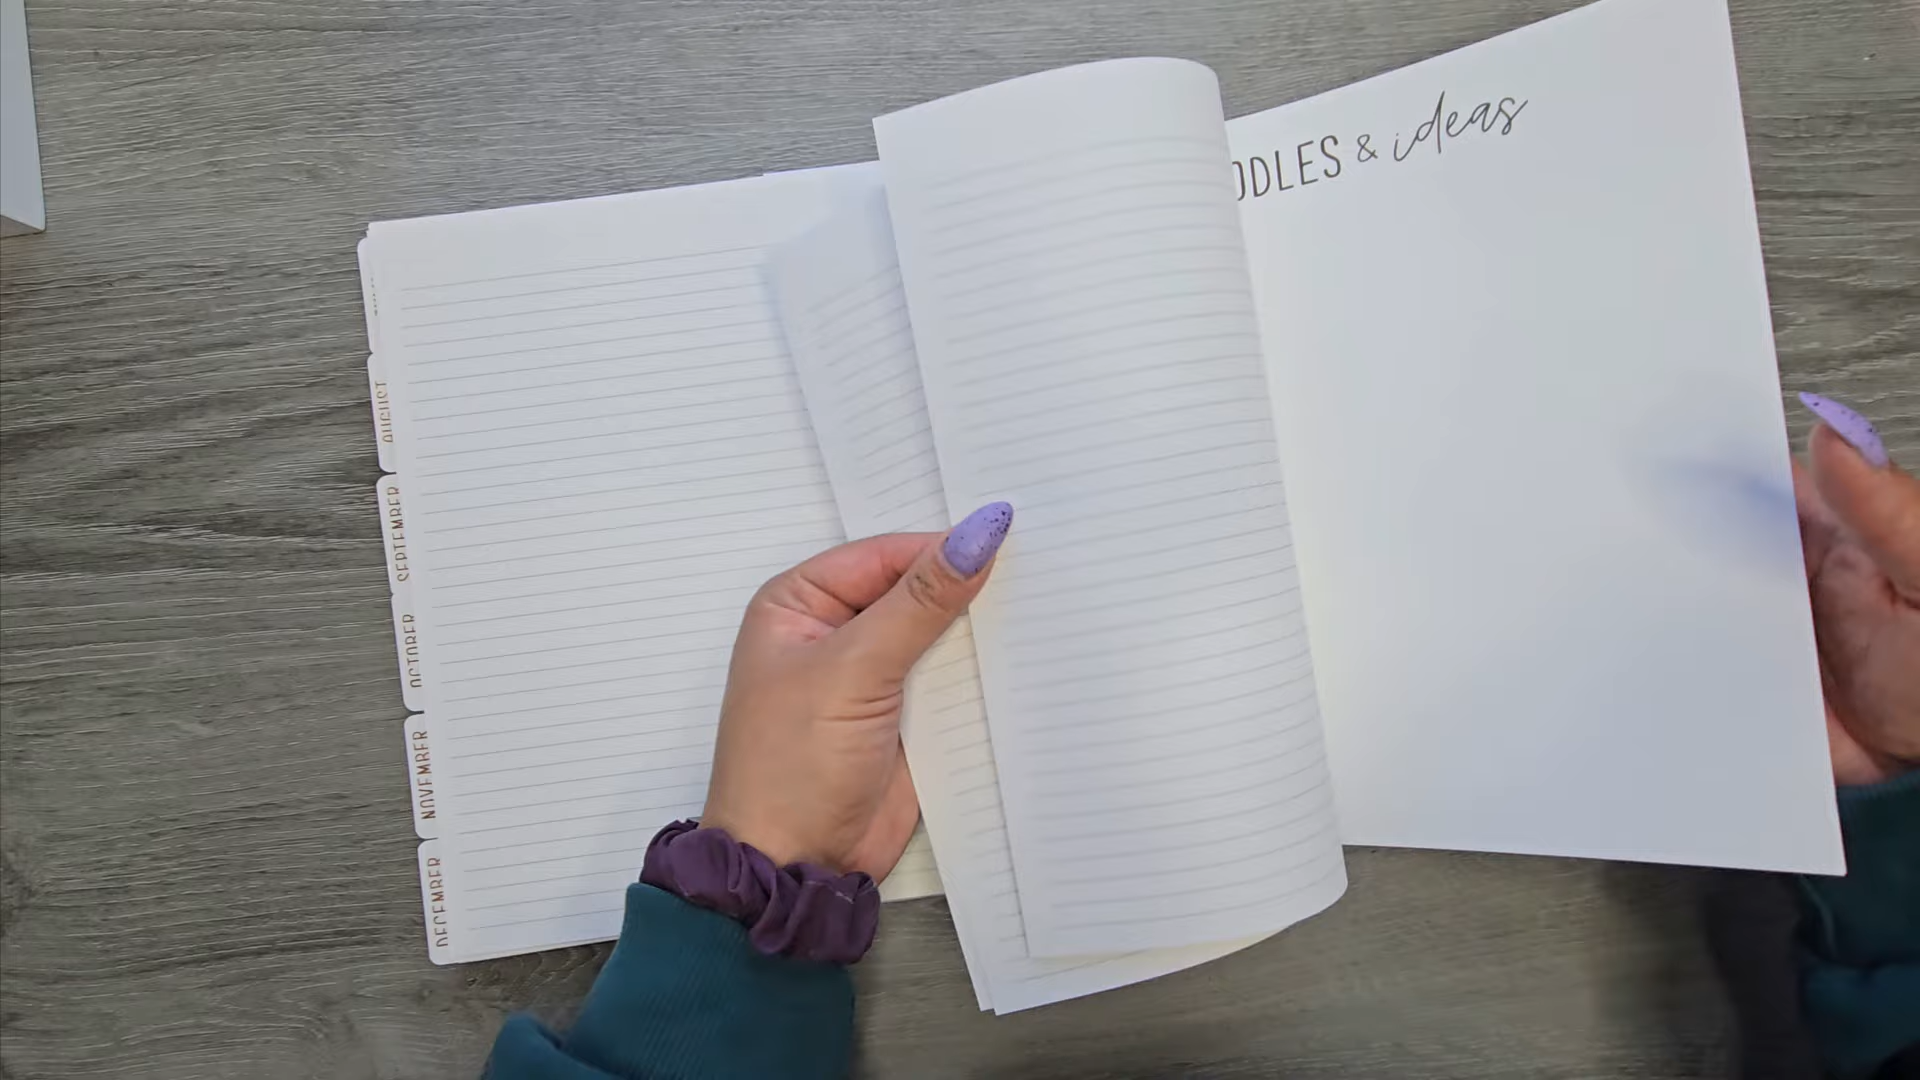 ODLES & ideas
AUGUST
SEPTEMBER
OCTOBER
NOVEMBER
DECEMBER